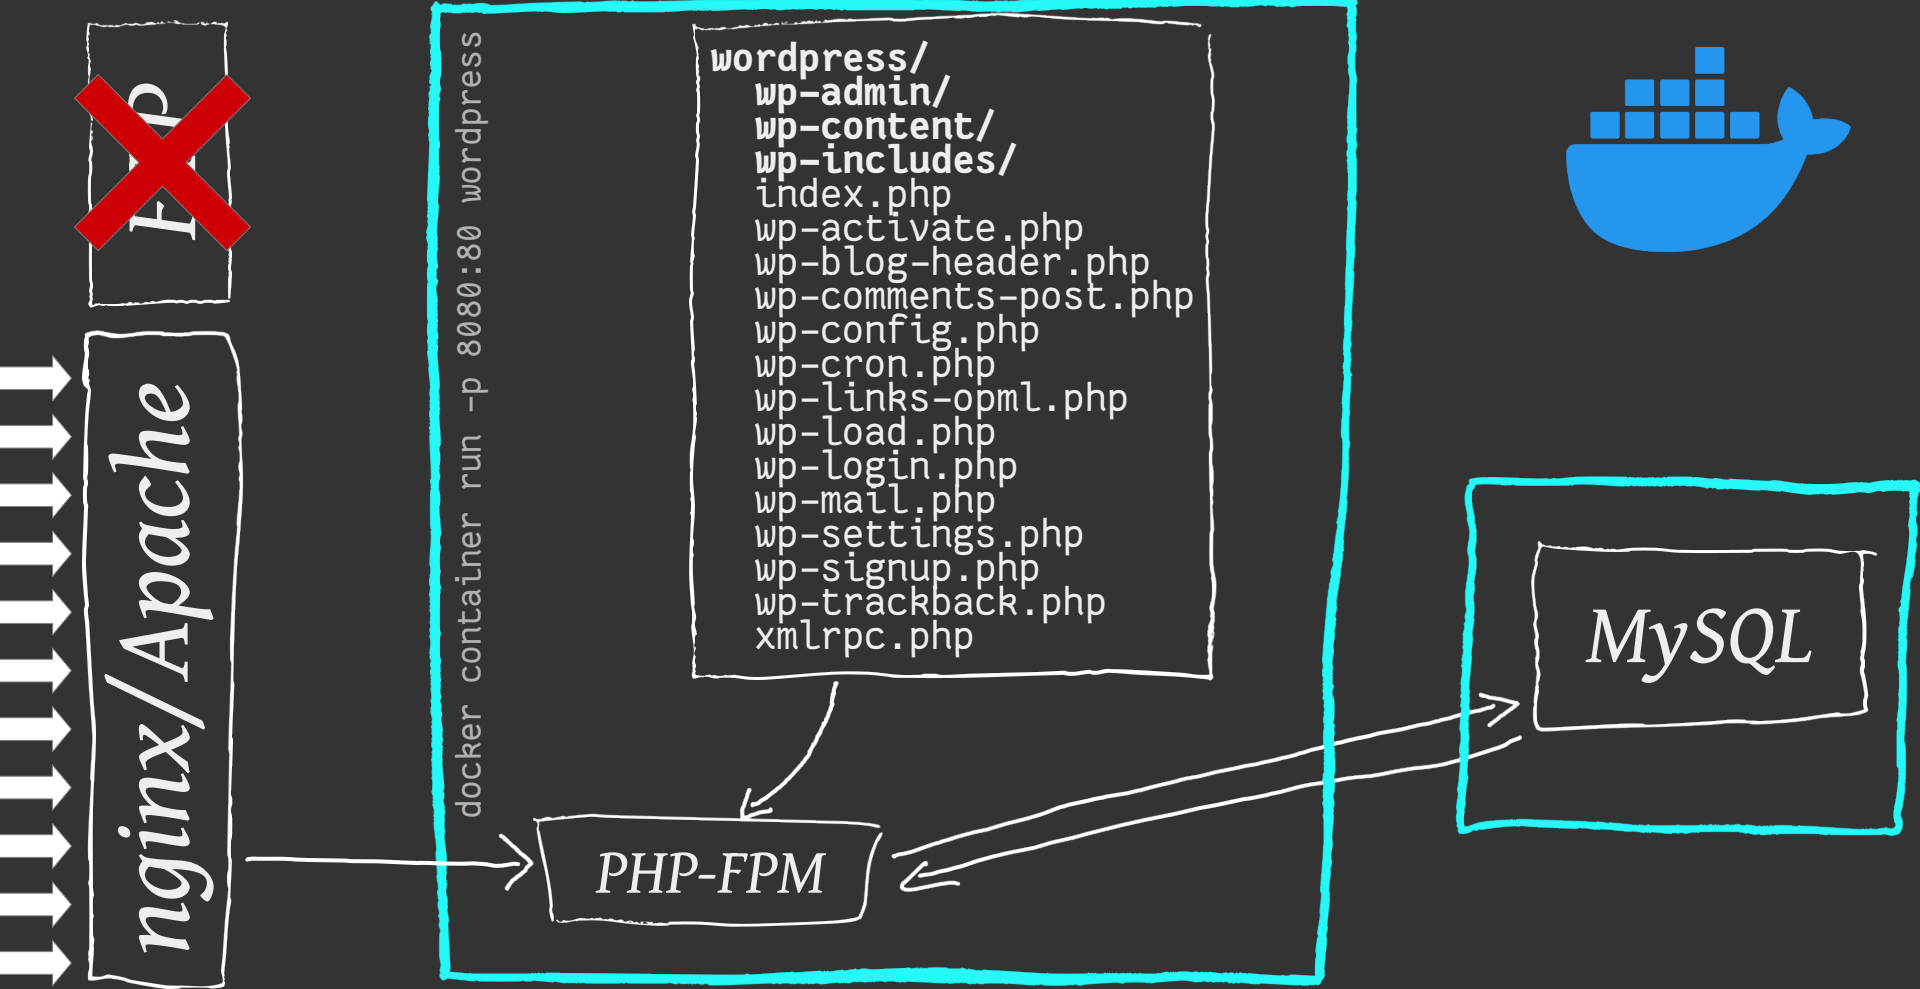 nginx/Apache
docker container run -p 8080:80 wordpress
wordpress/
wp-admin/
wp-content/
wp-includes/
index.php
wp-activate.php
wp-blog-header.php
wp-comments-post.php
wp-config.php
wp-cron.php
wp-links-opml.php
wp-load.php
wp-login.php
wp-mail.php
wp-settings.php
wp-signup.php
wp-trackback.php
xmlrpc.php
PHP-FPM
MySQL